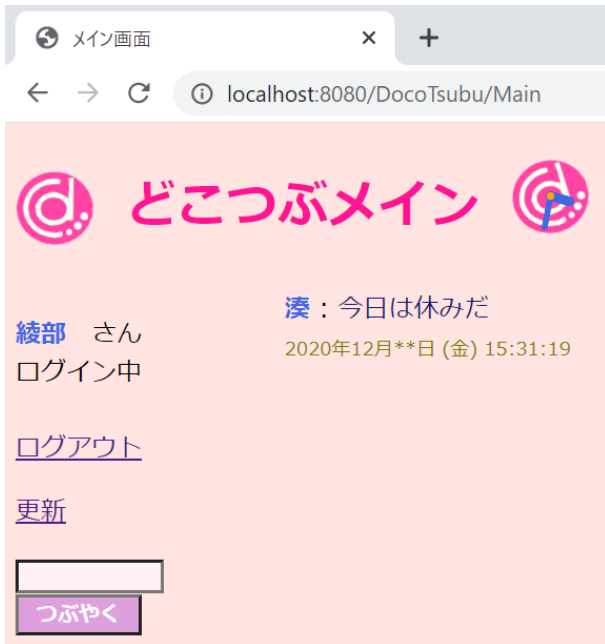 メイン画面
localhost:8080/DocoTsubu/Main
どこつぶメイン
湊：今日は休みだ
2020年12月**日 (金) 15:31:19
綾部　さん
ログイン中
ログアウト
更新
つぶやく